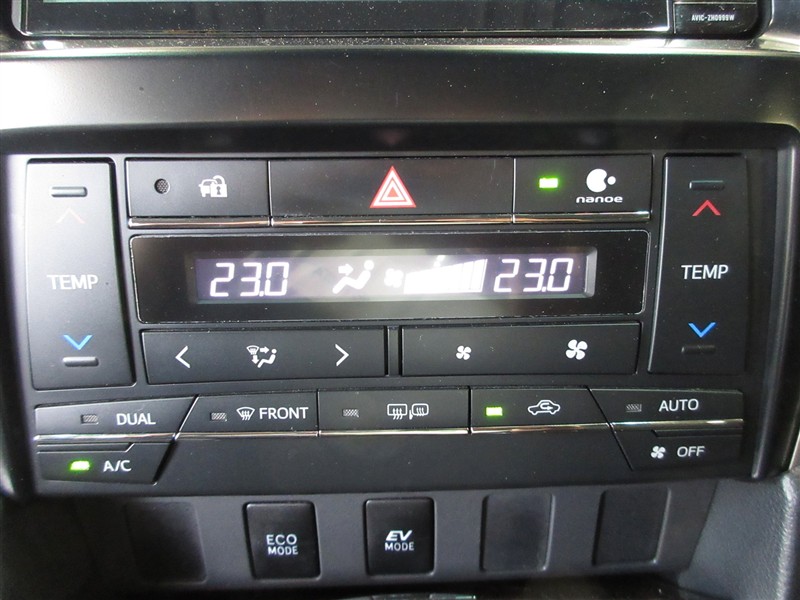 AVIC-ZH0999W
nanoe
TEMP
23.0
23.0
TEMP
DUAL
FRONT
AUTO
A/C
OFF
ECO
MODE
EV
MODE